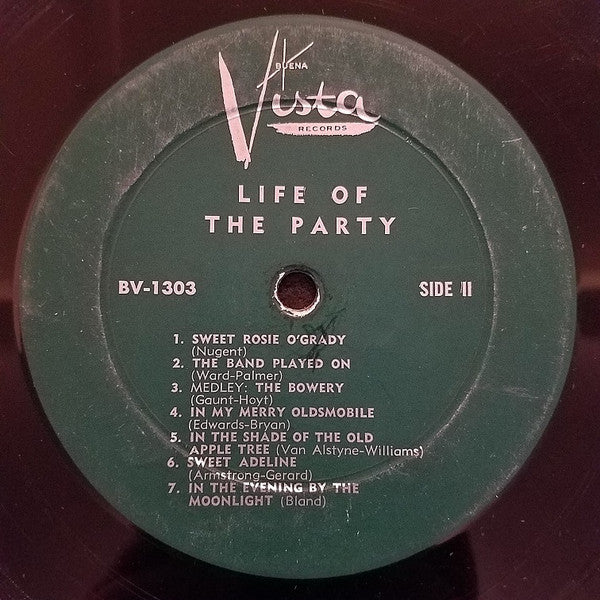 BUENA
Vista
RECORDS
LIFE OF
THE PARTY
BV-1303
SIDE II
1. SWEET ROSIE O'GRADY
(Nugent)
2. THE BAND PLAYED ON
(Ward-Palmer)
3. MEDLEY: THE BOWERY
(Gaunt-Hoyt)
4. IN MY MERRY OLDSMOBILE
(Edwards-Bryan)
5. IN THE SHADE OF THE OLD
APPLE TREE (Van Alstyne-Williams)
6. SWEET ADELINE
(Armstrong-Gerard)
7. IN THE EVENING BY THE
MOONLIGHT (Bland)